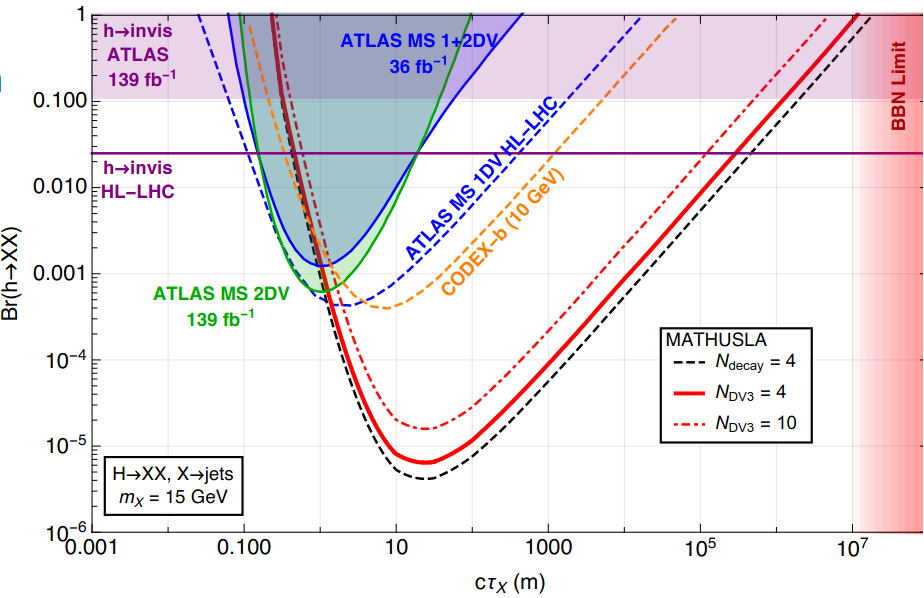 h→invis
ATLAS
139 fb⁻¹
ATLAS MS 1+2DV
36 fb⁻¹
BBN Limit
h→invis
HL–LHC
ATLAS MS 1DV HL–LHC
CODEX–b (10 GeV)
ATLAS MS 2DV
139 fb⁻¹
MATHUSLA
N_decay = 4
N_DV3 = 4
N_DV3 = 10
H→XX, X→jets
m_X = 15 GeV
Br(h→XX)
1
0.100
0.010
0.001
10⁻⁴
10⁻⁵
10⁻⁶
0.001 0.100 10 1000 10⁵ 10⁷
cτ_X (m)